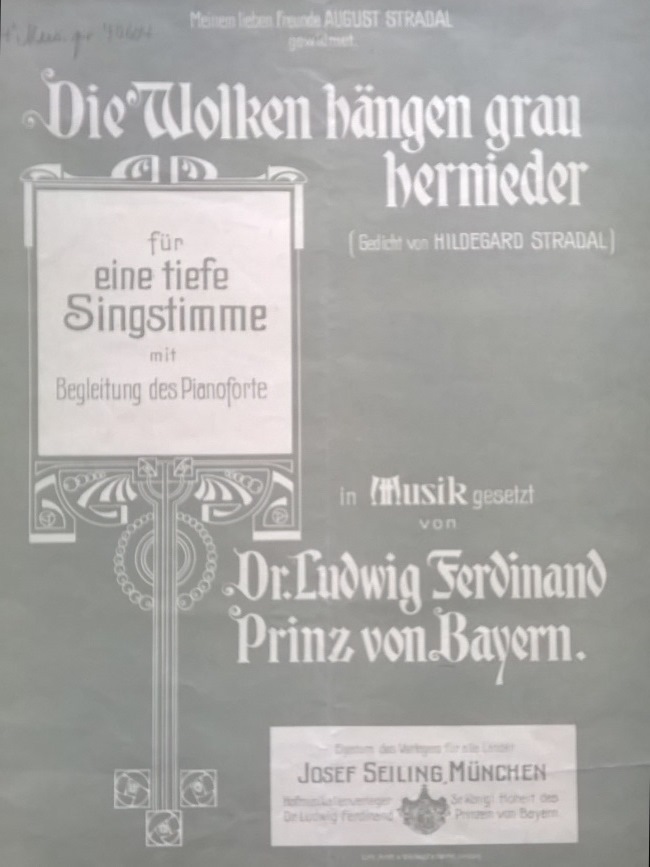 Meinem lieben Freunde AUGUST STRADAL
gewidmet.
Die Wolken hängen grau
hernieder
(Gedicht von HILDEGARD STRADAL)
für
eine tiefe
Singstimme
mit
Begleitung des Pianoforte
in Musik gesetzt
von
Dr. Ludwig Ferdinand
Prinz von Bayern.
Eigentum des Verlegers für alle Länder
JOSEF SEILING, MÜNCHEN
Hofmusikalienverleger Sr. Königl. Hoheit des
Dr. Ludwig Ferdinand Prinzen von Bayern